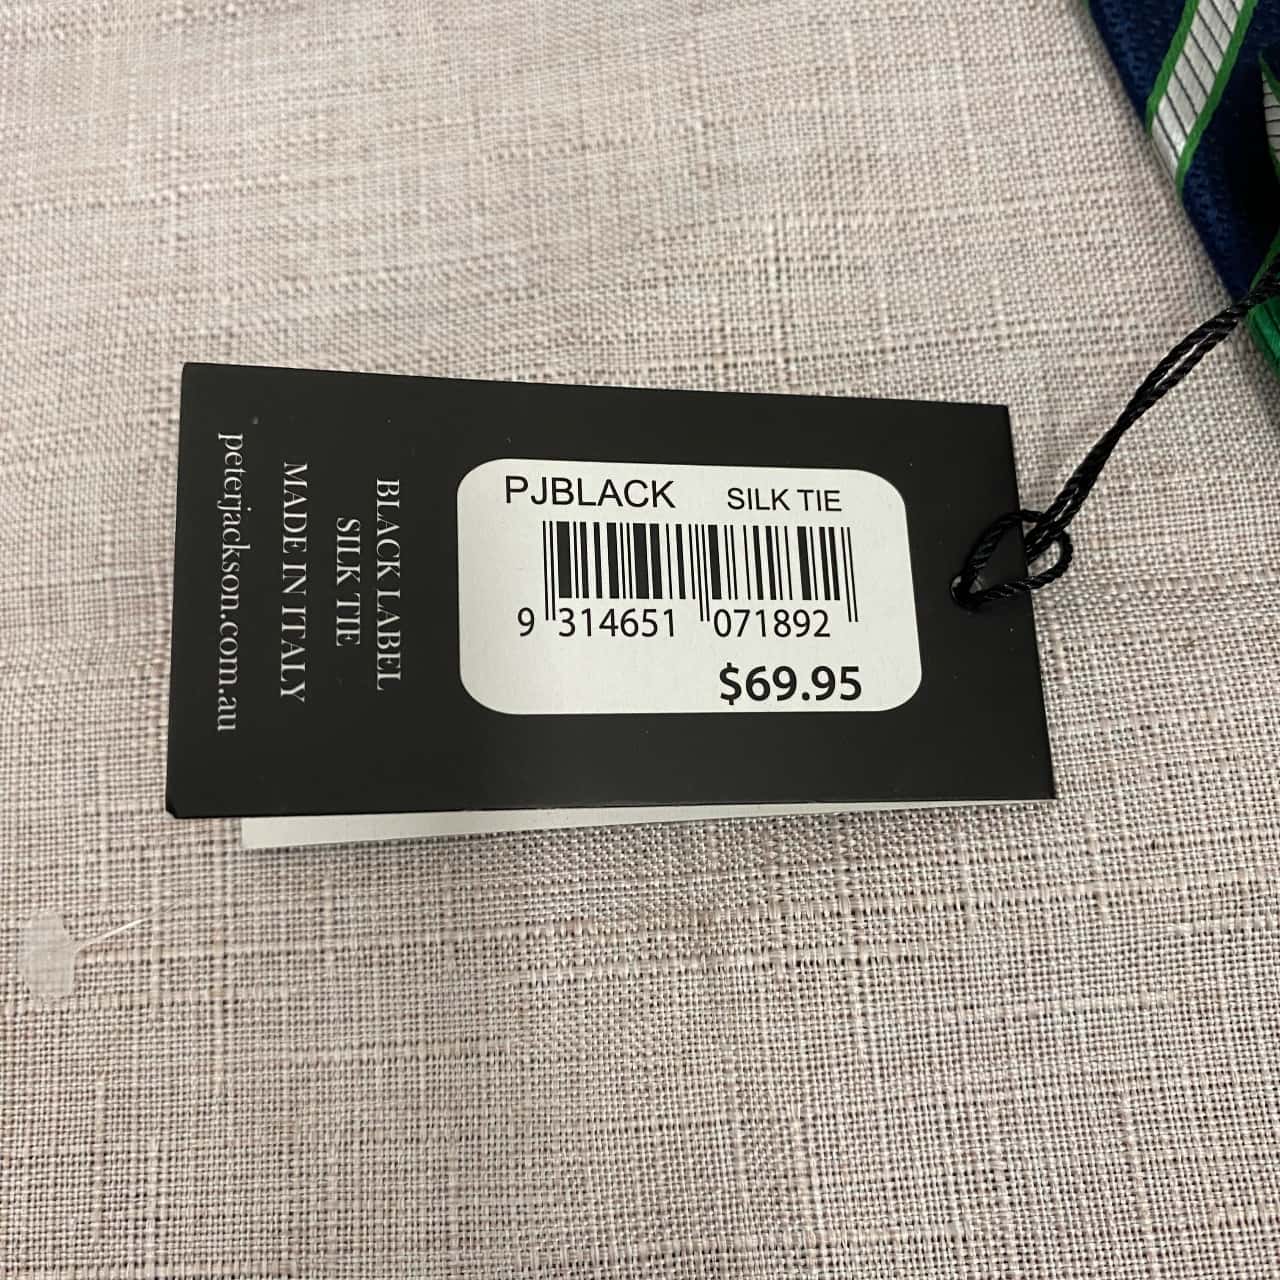 PJBLACK SILK TIE
9 314651 071892
$69.95
BLACK LABEL
SILK TIE
MADE IN ITALY
peterjackson.com.au